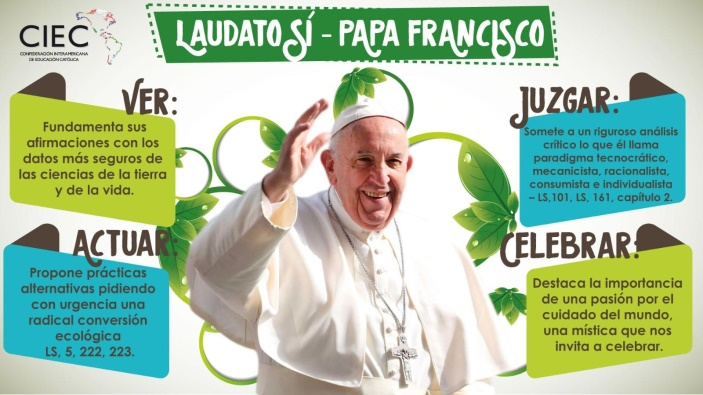 CIEC
CONFEDERACIÓN INTERAMERICANA
DE EDUCACIÓN CATÓLICA
LAUDATO SÍ - PAPA FRANCISCO
VER:
Fundamenta sus
afirmaciones con los
datos más seguros de
las ciencias de la tierra
y de la vida.
JUZGAR:
Somete a un riguroso análisis
crítico lo que él llama
paradigma tecnocrático,
mecanicista, racionalista,
consumista e individualista
– LS,101, LS, 161, capítulo 2.
ACTUAR:
Propone prácticas
alternativas pidiendo
con urgencia una
radical conversión
ecológica
LS, 5, 222, 223.
CELEBRAR:
Destaca la importancia
de una pasión por el
cuidado del mundo,
una mística que nos
invita a celebrar.